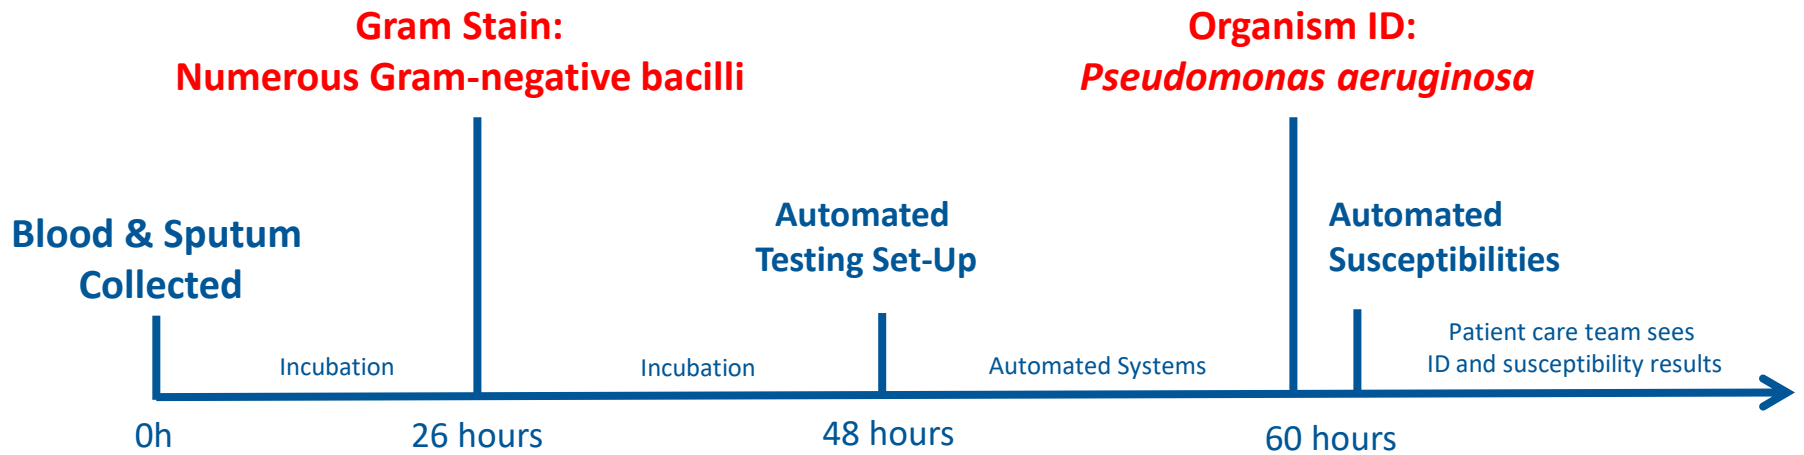 Gram Stain:
Numerous Gram-negative bacilli
Organism ID:
Pseudomonas aeruginosa
Blood & Sputum
Collected
Automated
Testing Set-Up
Automated
Susceptibilities
Incubation
Incubation
Automated Systems
Patient care team sees
ID and susceptibility results
0h
26 hours
48 hours
60 hours